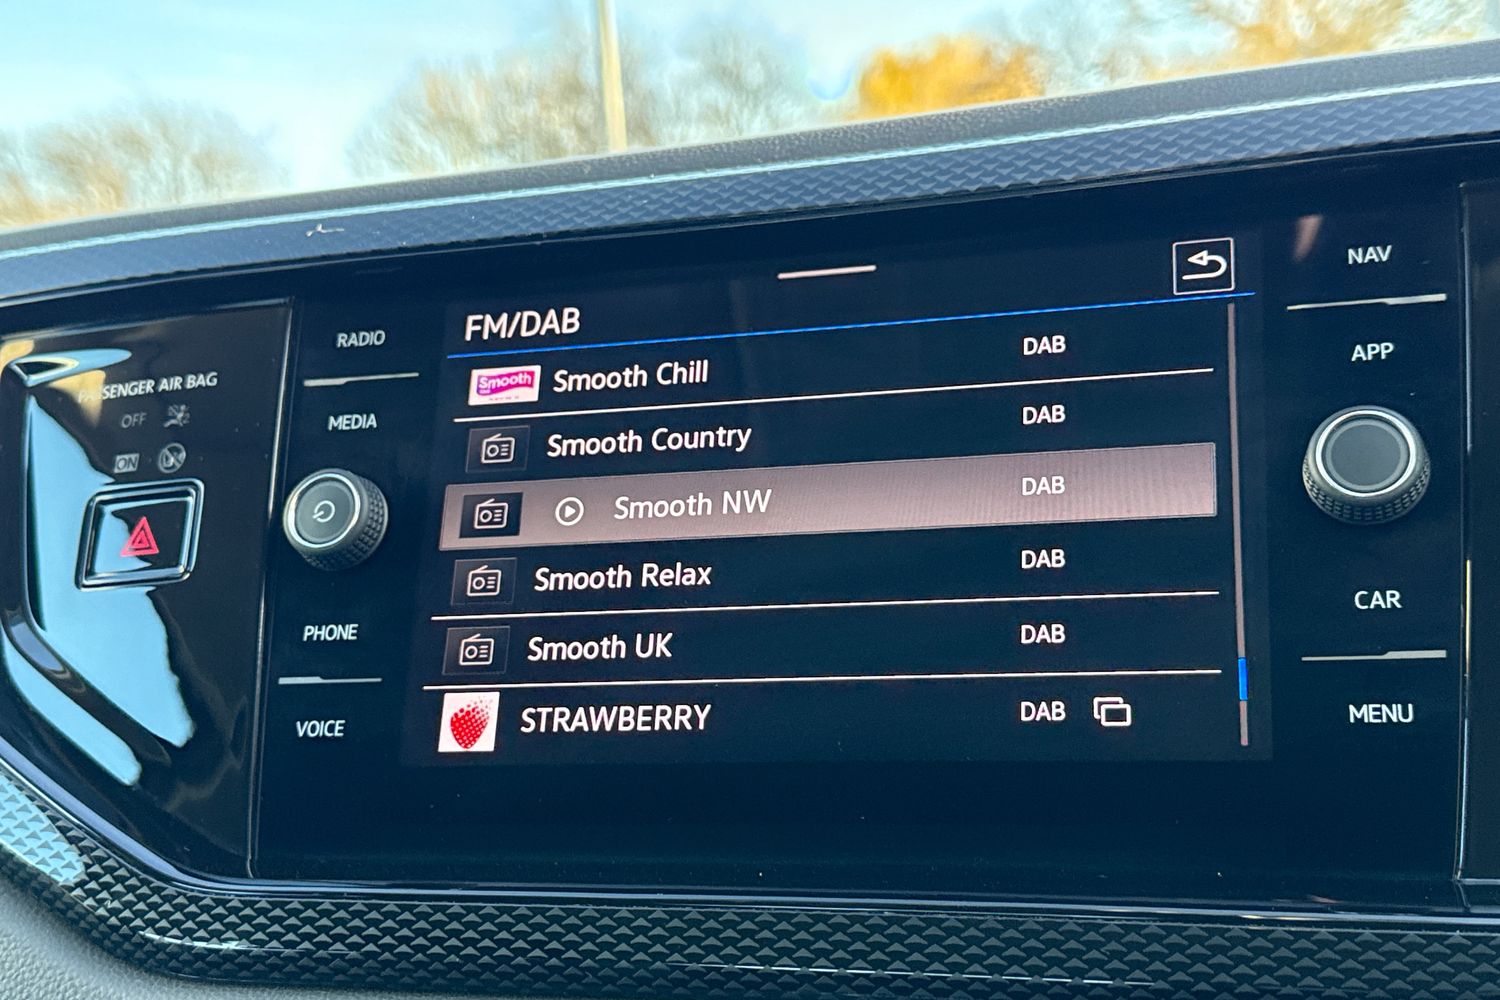 NAV
FM/DAB
RADIO
PASSENGER AIR BAG
OFF
ON
MEDIA
APP
Smooth
Smooth Chill DAB
Smooth Country DAB
Smooth NW DAB
Smooth Relax DAB
Smooth UK DAB
STRAWBERRY DAB
PHONE
VOICE
CAR
MENU